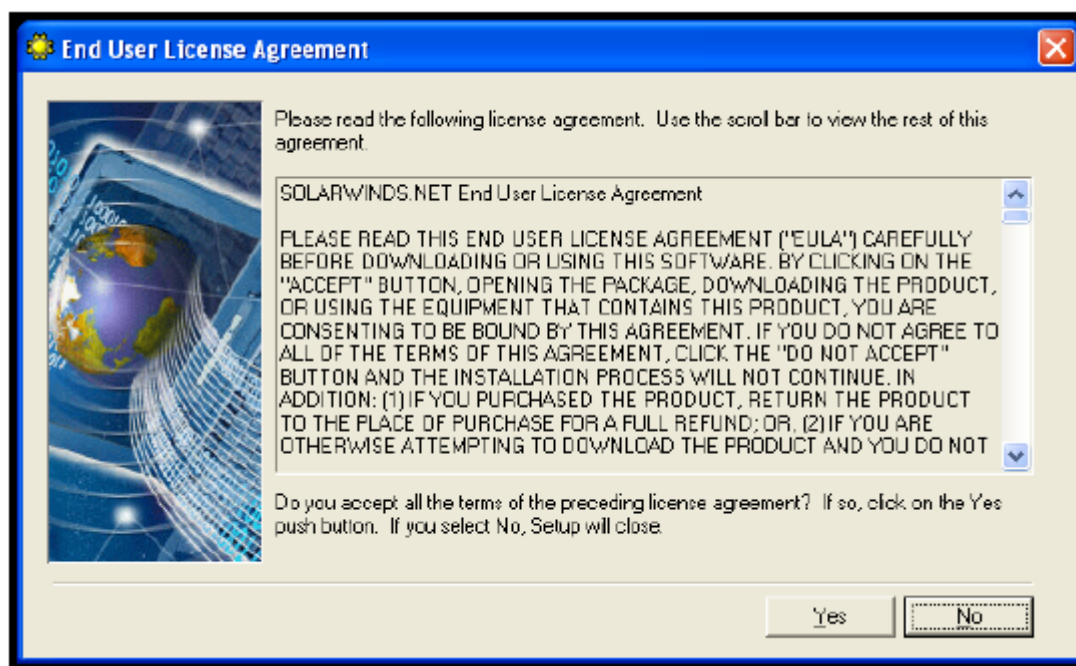 End User License Agreement
Please read the following license agreement. Use the scroll bar to view the rest of this
agreement.
SOLARWINDS.NET End User License Agreement
PLEASE READ THIS END USER LICENSE AGREEMENT ("EULA") CAREFULLY
BEFORE DOWNLOADING OR USING THIS SOFTWARE. BY CLICKING ON THE
"ACCEPT" BUTTON, OPENING THE PACKAGE, DOWNLOADING THE PRODUCT,
OR USING THE EQUIPMENT THAT CONTAINS THIS PRODUCT, YOU ARE
CONSENTING TO BE BOUND BY THIS AGREEMENT. IF YOU DO NOT AGREE TO
ALL OF THE TERMS OF THIS AGREEMENT, CLICK THE "DO NOT ACCEPT"
BUTTON AND THE INSTALLATION PROCESS WILL NOT CONTINUE. IN
ADDITION: (1) IF YOU PURCHASED THE PRODUCT, RETURN THE PRODUCT
TO THE PLACE OF PURCHASE FOR A FULL REFUND; OR, (2) IF YOU ARE
OTHERWISE ATTEMPTING TO DOWNLOAD THE PRODUCT AND YOU DO NOT
Do you accept all the terms of the preceding license agreement? If so, click on the Yes
push button. If you select No, Setup will close.
Yes
No